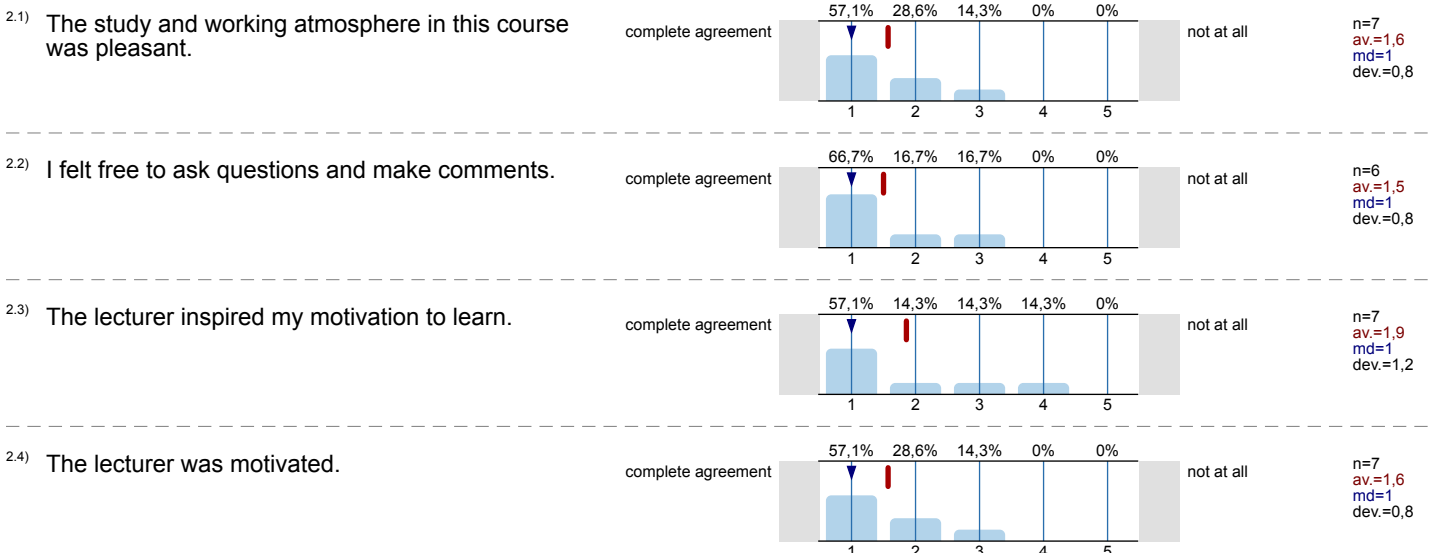 2.1) The study and working atmosphere in this course
was pleasant.
complete agreement
57,1% 28,6% 14,3% 0% 0%
1 2 3 4 5
not at all
n=7
av.=1,6
md=1
dev.=0,8
2.2) I felt free to ask questions and make comments.
complete agreement
66,7% 16,7% 16,7% 0% 0%
1 2 3 4 5
not at all
n=6
av.=1,5
md=1
dev.=0,8
2.3) The lecturer inspired my motivation to learn.
complete agreement
57,1% 14,3% 14,3% 14,3% 0%
1 2 3 4 5
not at all
n=7
av.=1,9
md=1
dev.=1,2
2.4) The lecturer was motivated.
complete agreement
57,1% 28,6% 14,3% 0% 0%
1 2 3 4 5
not at all
n=7
av.=1,6
md=1
dev.=0,8